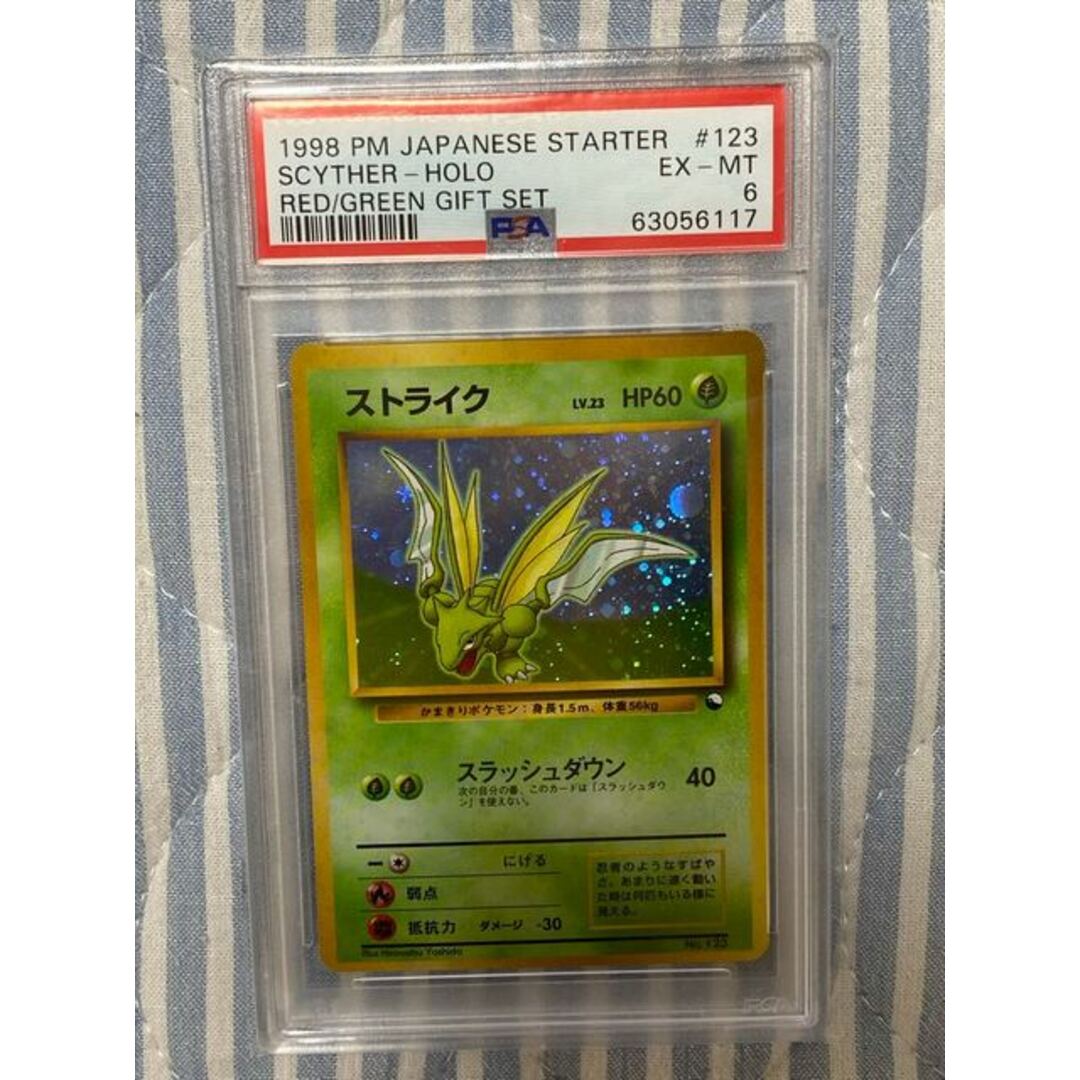 1998 PM JAPANESE STARTER #123
SCYTHER - HOLO EX - MT
RED/GREEN GIFT SET 6
PSA 63056117
ストライク LV.23 HP60
かまきりポケモン : 身長1.5m、体重56kg
スラッシュダウン 40
次の自分の番、このカードは「スラッシュダウ
ン」を使えない。
にげる
弱点
抵抗力 ダメージ -30
忍者のようなすばや
さ。あまりに速く動い
た時は何匹もいる様に
見える。
Illus. Hironobu Yoshida No.123
PSA